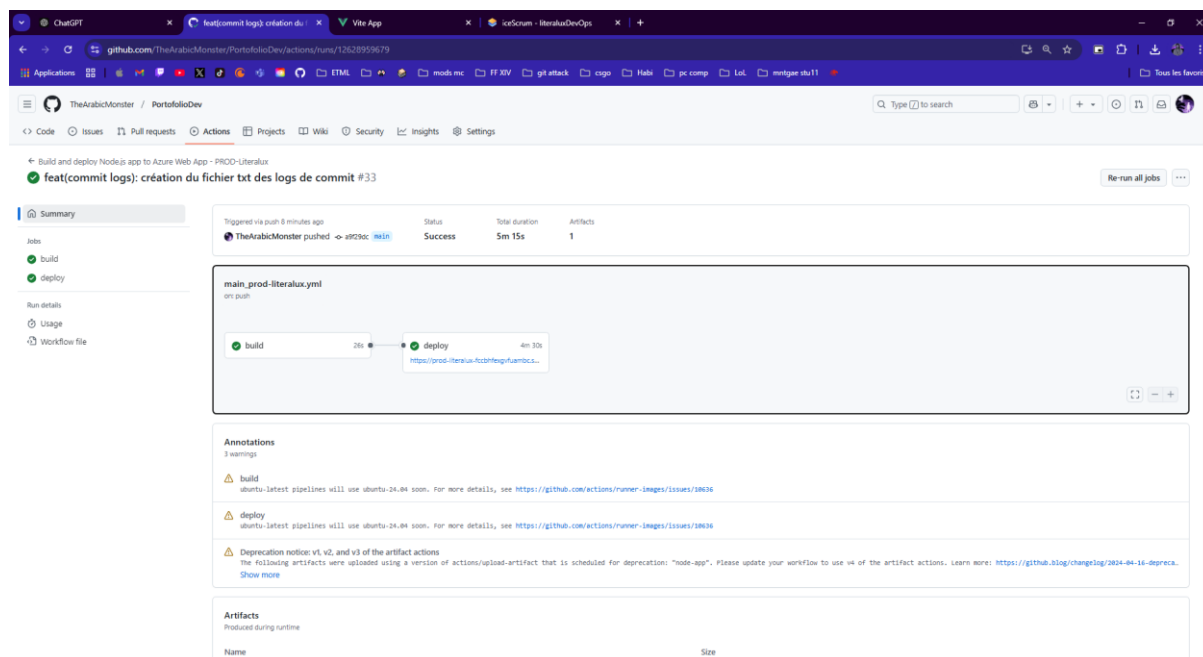 ChatGPT
feat(commit logs): création du f
Vite App
iceScrum - literaluxDevOps
github.com/TheArabicMonster/PortofolioDev/actions/runs/12628959679
Applications
ETML
mods mc
FF XIV
git attack
csgo
Habi
pc comp
LoL
mntgae stu11
Tous les favoris
TheArabicMonster / PortofolioDev
Type / to search
Code
Issues
Pull requests
Actions
Projects
Wiki
Security
Insights
Settings
Build and deploy Node.js app to Azure Web App - PROD-Literalux
feat(commit logs): création du fichier txt des logs de commit #33
Re-run all jobs
Summary
Jobs
build
deploy
Run details
Usage
Workflow file
Triggered via push 8 minutes ago
TheArabicMonster pushed a9f29dc main
Status
Success
Total duration
5m 15s
Artifacts
1
main_prod-literalux.yml
on: push
build 26s
deploy 4m 30s
Annotations
3 warnings
build
ubuntu-latest pipelines will use ubuntu-24.04 soon. For more details, see https://github.com/actions/runner-images/issues/10636
deploy
ubuntu-latest pipelines will use ubuntu-24.04 soon. For more details, see https://github.com/actions/runner-images/issues/10636
Deprecation notice: v1, v2, and v3 of the artifact actions
The following artifacts were uploaded using a version of actions/upload-artifact that is scheduled for deprecation: "node-app". Please update your workflow to use v4 of the artifact actions. Learn more: https://github.blog/changelog/2024-04-16-depreca…
Show more
Artifacts
Produced during runtime
Name
Size